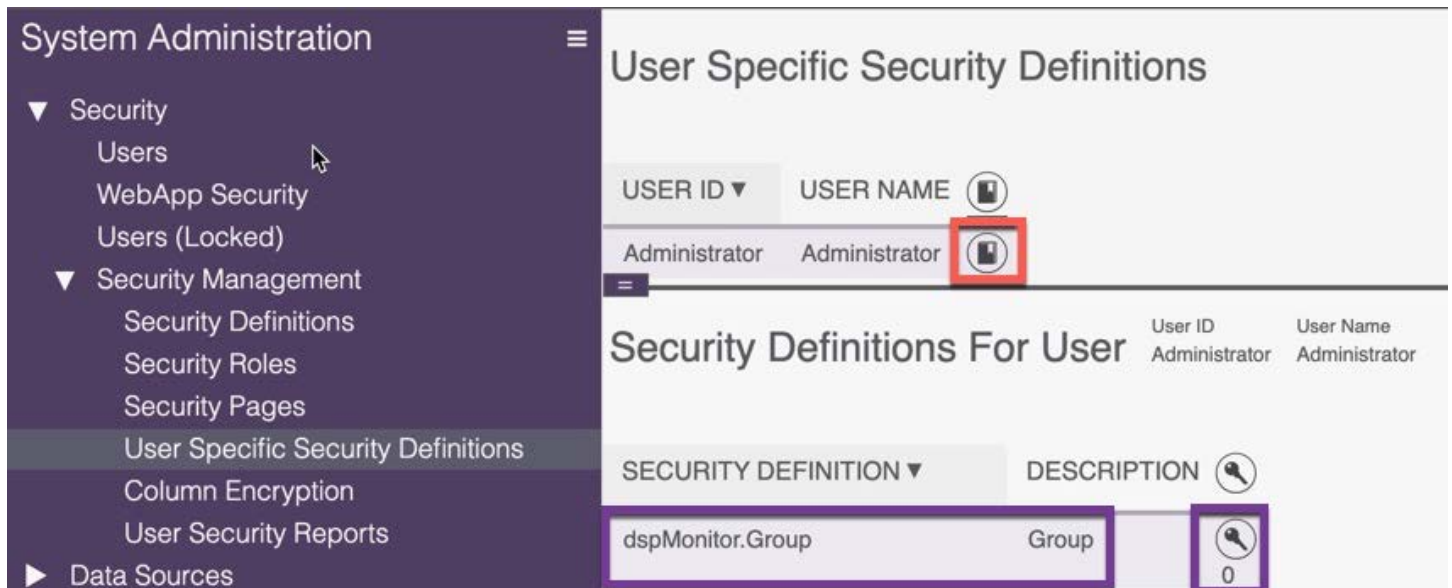 System Administration
Security
Users
WebApp Security
Users (Locked)
Security Management
Security Definitions
Security Roles
Security Pages
User Specific Security Definitions
Column Encryption
User Security Reports
Data Sources
User Specific Security Definitions
USER ID USER NAME
Administrator Administrator
Security Definitions For User
User ID User Name
Administrator Administrator
SECURITY DEFINITION DESCRIPTION
dspMonitor.Group Group
0